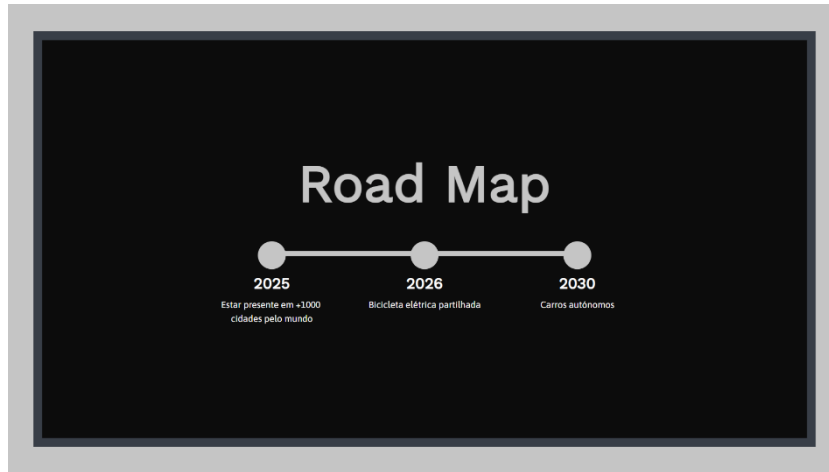 Road Map
2025
Estar presente em +1000
cidades pelo mundo
2026
Bicicleta elétrica partilhada
2030
Carros autónomos